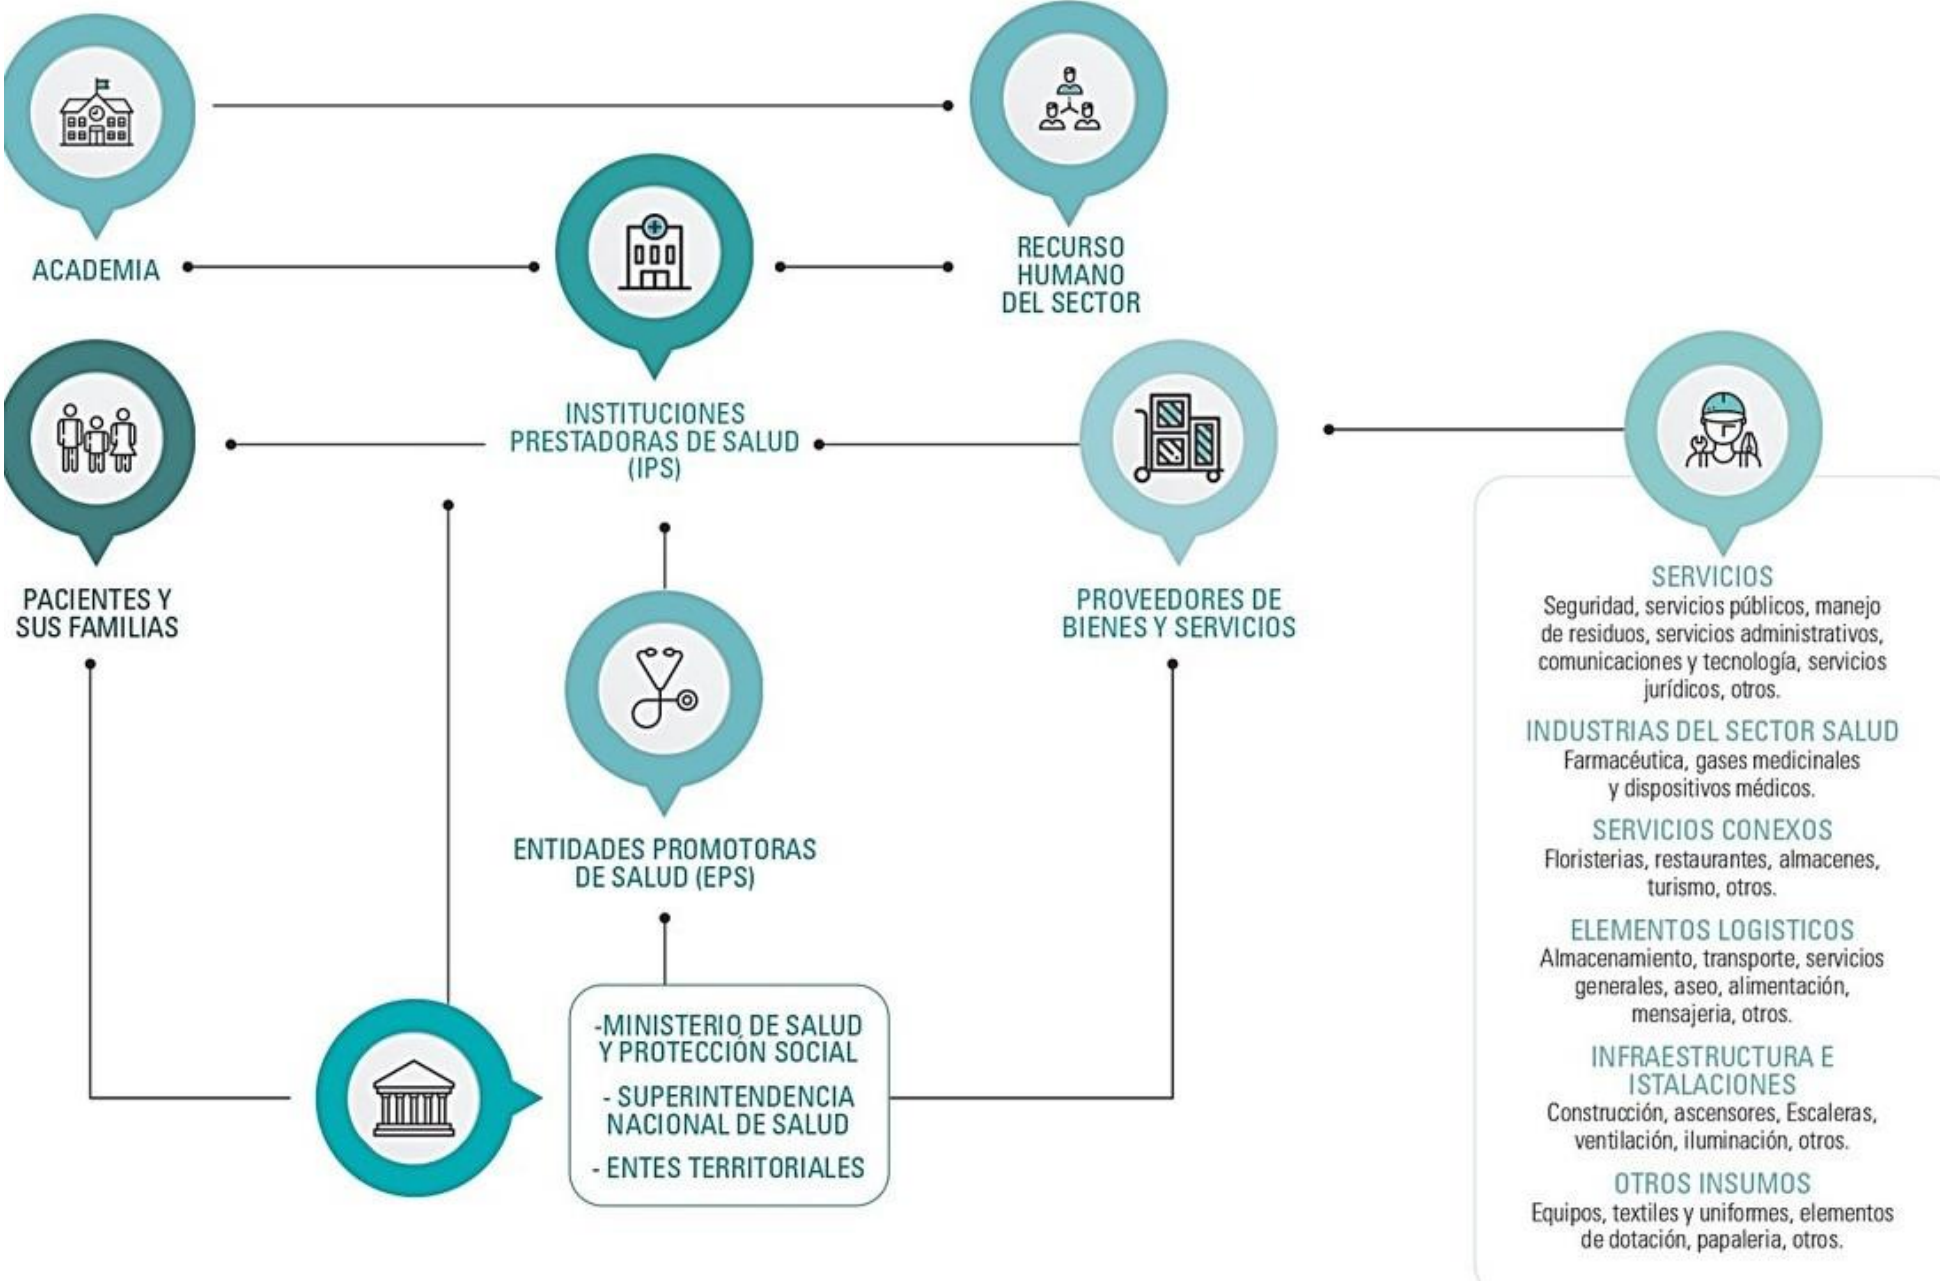 ACADEMIA
RECURSO
HUMANO
DEL SECTOR
INSTITUCIONES
PRESTADORAS DE SALUD
(IPS)
PACIENTES Y
SUS FAMILIAS
PROVEEDORES DE
BIENES Y SERVICIOS
ENTIDADES PROMOTORAS
DE SALUD (EPS)
-MINISTERIO DE SALUD
Y PROTECCIÓN SOCIAL
- SUPERINTENDENCIA
NACIONAL DE SALUD
- ENTES TERRITORIALES
SERVICIOS
Seguridad, servicios públicos, manejo
de residuos, servicios administrativos,
comunicaciones y tecnología, servicios
jurídicos, otros.
INDUSTRIAS DEL SECTOR SALUD
Farmacéutica, gases medicinales
y dispositivos médicos.
SERVICIOS CONEXOS
Floristerias, restaurantes, almacenes,
turismo, otros.
ELEMENTOS LOGISTICOS
Almacenamiento, transporte, servicios
generales, aseo, alimentación,
mensajeria, otros.
INFRAESTRUCTURA E
ISTALACIONES
Construcción, ascensores, Escaleras,
ventilación, iluminación, otros.
OTROS INSUMOS
Equipos, textiles y uniformes, elementos
de dotación, papaleria, otros.